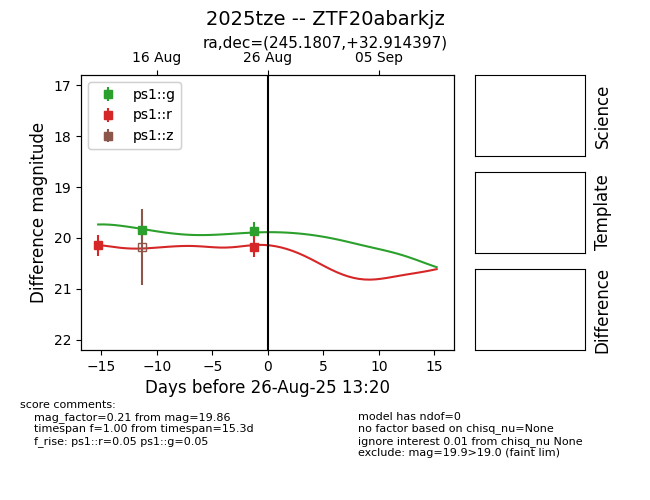 2025tze -- ZTF20abarkjz
ra,dec=(245.1807,+32.914397)
16 Aug 26 Aug 05 Sep
17
18
19
20
21
22
Difference magnitude
ps1::g
ps1::r
ps1::z
−15 −10 −5 0 5 10 15
Days before 26-Aug-25 13:20
Science
Template
Difference
score comments:
mag_factor=0.21 from mag=19.86
timespan f=1.00 from timespan=15.3d
f_rise: ps1::r=0.05 ps1::g=0.05
model has ndof=0
no factor based on chisq_nu=None
ignore interest 0.01 from chisq_nu None
exclude: mag=19.9>19.0 (faint lim)